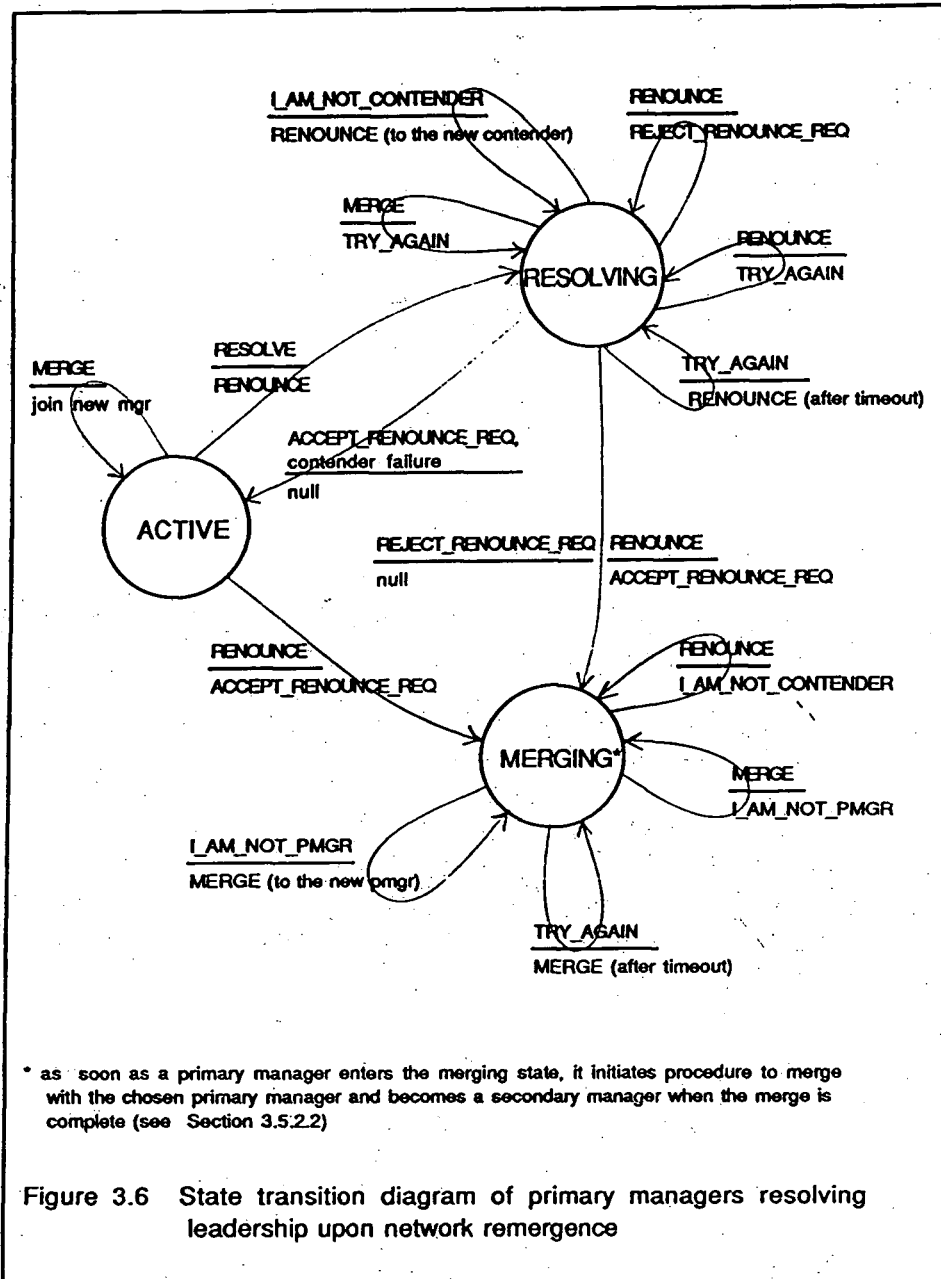 I_AM_NOT_CONTENDER
RENOUNCE (to the new contender)
RENOUNCE
REJECT_RENOUNCE_REQ
MERGE
TRY_AGAIN
RENOUNCE
TRY_AGAIN
RESOLVING
TRY_AGAIN
RENOUNCE (after timeout)
RESOLVE
RENOUNCE
MERGE
join new mgr
ACCEPT_RENOUNCE_REQ,
contender failure
null
ACTIVE
REJECT_RENOUNCE_REQ
null
RENOUNCE
ACCEPT_RENOUNCE_REQ
RENOUNCE
ACCEPT_RENOUNCE_REQ
RENOUNCE
I_AM_NOT_CONTENDER
MERGING*
MERGE
I_AM_NOT_PMGR
I_AM_NOT_PMGR
MERGE (to the new pmgr)
TRY_AGAIN
MERGE (after timeout)
* as soon as a primary manager enters the merging state, it initiates procedure to merge
with the chosen primary manager and becomes a secondary manager when the merge is
complete (see Section 3.5.2.2)
Figure 3.6 State transition diagram of primary managers resolving
leadership upon network remergence